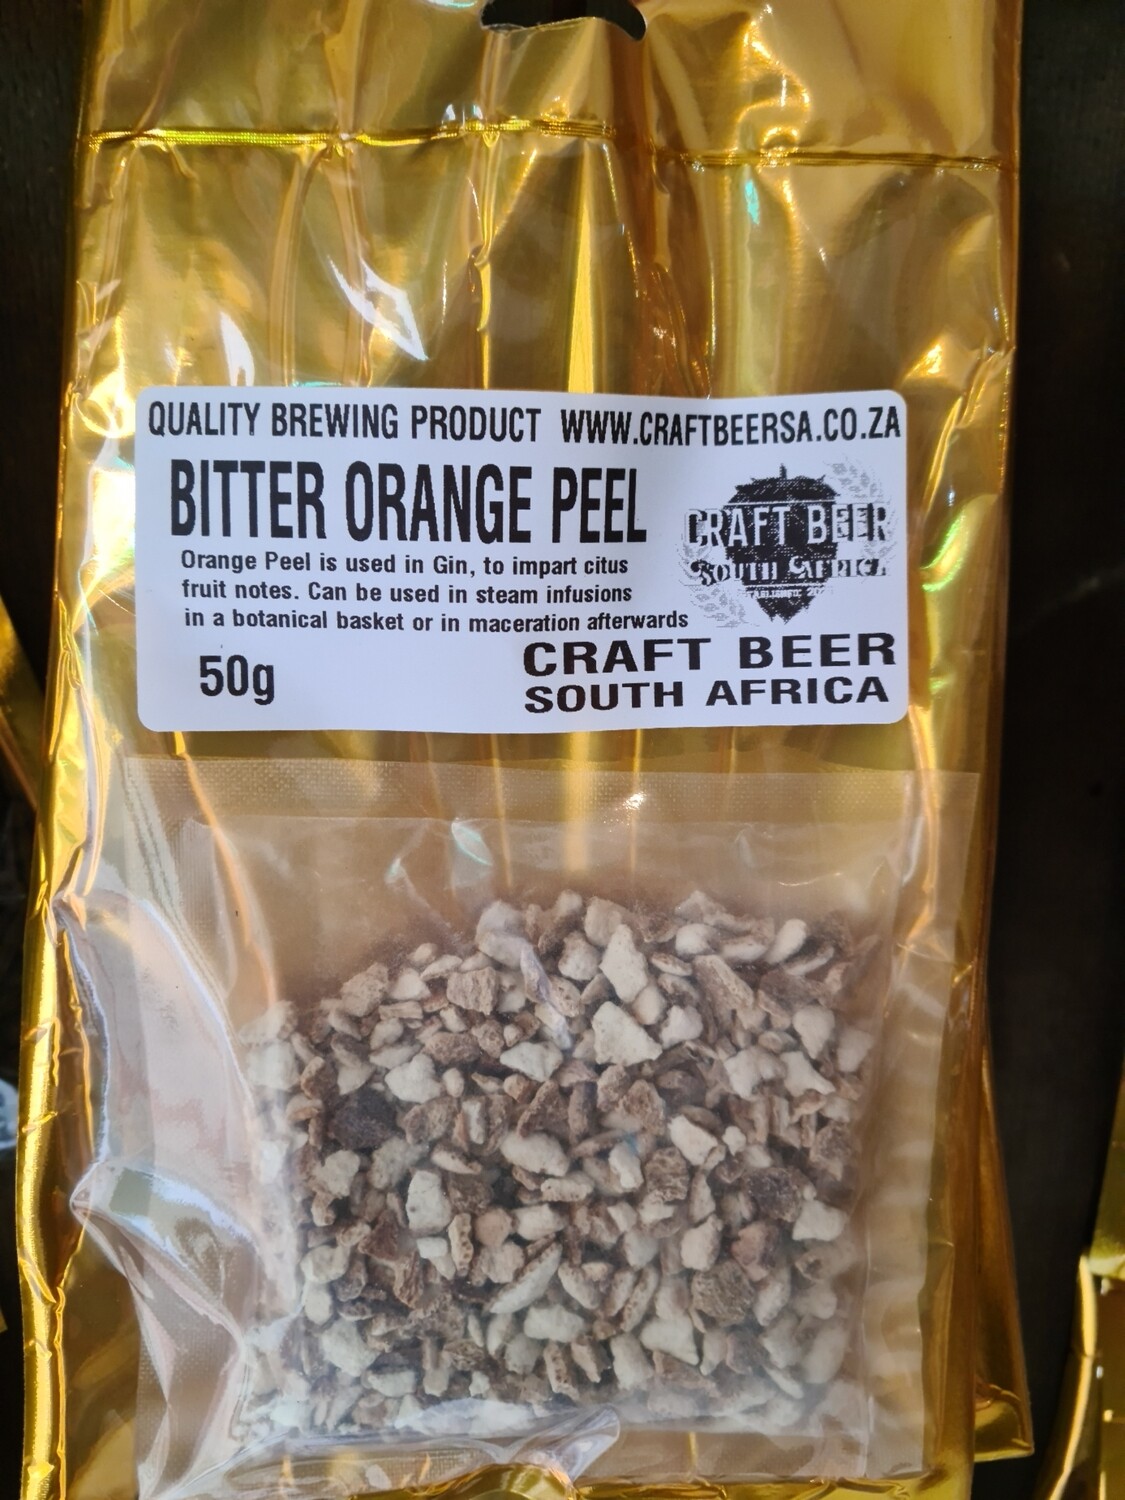 QUALITY BREWING PRODUCT WWW.CRAFTBEERSA.CO.ZA
BITTER ORANGE PEEL
Orange Peel is used in Gin, to impart citus
fruit notes. Can be used in steam infusions
in a botanical basket or in maceration afterwards
50g
CRAFT BEER
SOUTH AFRICA
CRAFT BEER
SOUTH AFRICA